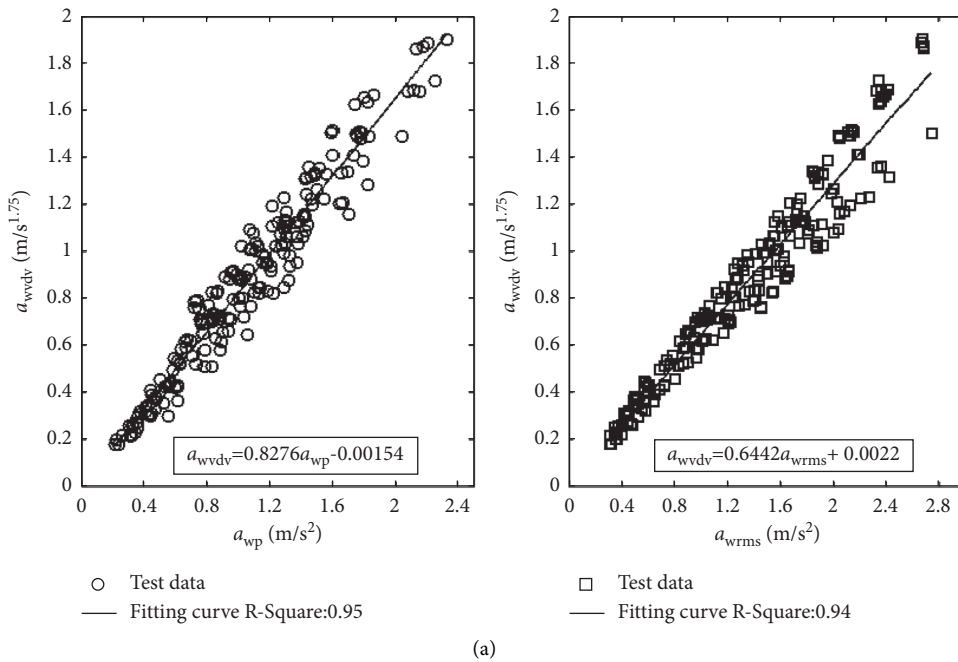 2
1.8
1.6
1.4
1.2
1
0.8
0.6
0.4
0.2
0
a_wvdv (m/s^1.75)
a_wvdv=0.8276a_wp-0.00154
0 0.4 0.8 1.2 1.6 2 2.4
a_wp (m/s^2)
Test data
Fitting curve R-Square:0.95
2
1.8
1.6
1.4
1.2
1
0.8
0.6
0.4
0.2
0
a_wvdv (m/s^1.75)
a_wvdv=0.6442a_wrms+ 0.0022
0 0.4 0.8 1.2 1.6 2 2.4 2.8
a_wrms (m/s^2)
Test data
Fitting curve R-Square:0.94
(a)